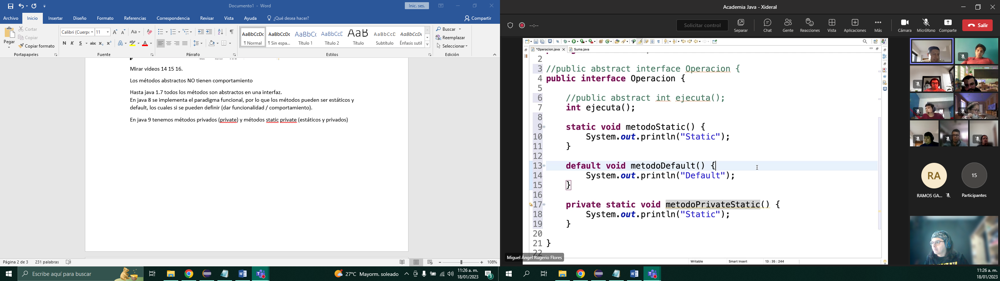 Documento1 - Word
Inic. ses.
Archivo Inicio Insertar Diseño Formato Referencias Correspondencia Revisar Vista Ayuda ¿Qué desea hacer? Compartir
Pegar
Cortar
Copiar
Copiar formato
Portapapeles
Calibri (Cuerpo 11
Aa
N K S abc x₂ x²
Fuente
Párrafo
AaBbCcDc AaBbCcDc AaBbCc AaBbCcD AaB AaBbCcD AaBbCcDc
¶ Normal ¶ Sin espa... Título 1 Título 2 Título Subtítulo Énfasis sutil
Estilos
Buscar
Reemplazar
Seleccionar
Edición
Mirar videos 14 15 16.
Los métodos abstractos NO tienen comportamiento
Hasta java 1.7 todos los métodos son abstractos en una interfaz.
En java 8 se implementa el paradigma funcional, por lo que los métodos pueden ser estáticos y
default, los cuales si se pueden definir (dar funcionalidad / comportamiento).
En java 9 tenemos métodos privados (private) y métodos static private (estáticos y privados)
Página 2 de 3 231 palabras
108%
Escribe aquí para buscar
27°C Mayorm. soleado
11:26 a. m.
18/01/2023
3
Academia Java - Xideral
--:--
Solicitar control
Separar Chat Gente Reacciones Vista Aplicaciones Más Cámara Micrófono Comparte Salir
*Operacion.java Suma.java
2
3 //public abstract interface Operacion {
4 public interface Operacion {
5
6 //public abstract int ejecuta();
7 int ejecuta();
8
9 static void metodoStatic() {
10 System.out.println("Static");
11 }
12
13 default void metodoDefault() {
14 System.out.println("Default");
15 }
16
17 private static void metodoPrivateStatic() {
18 System.out.println("Static");
19 }
20
21 }
22
Miguel Ángel Rugerio Flores
Writable Smart Insert 13 : 35 : 244
RA
RAMOS GA...
15
Participantes
11:26 a. m.
18/01/2023